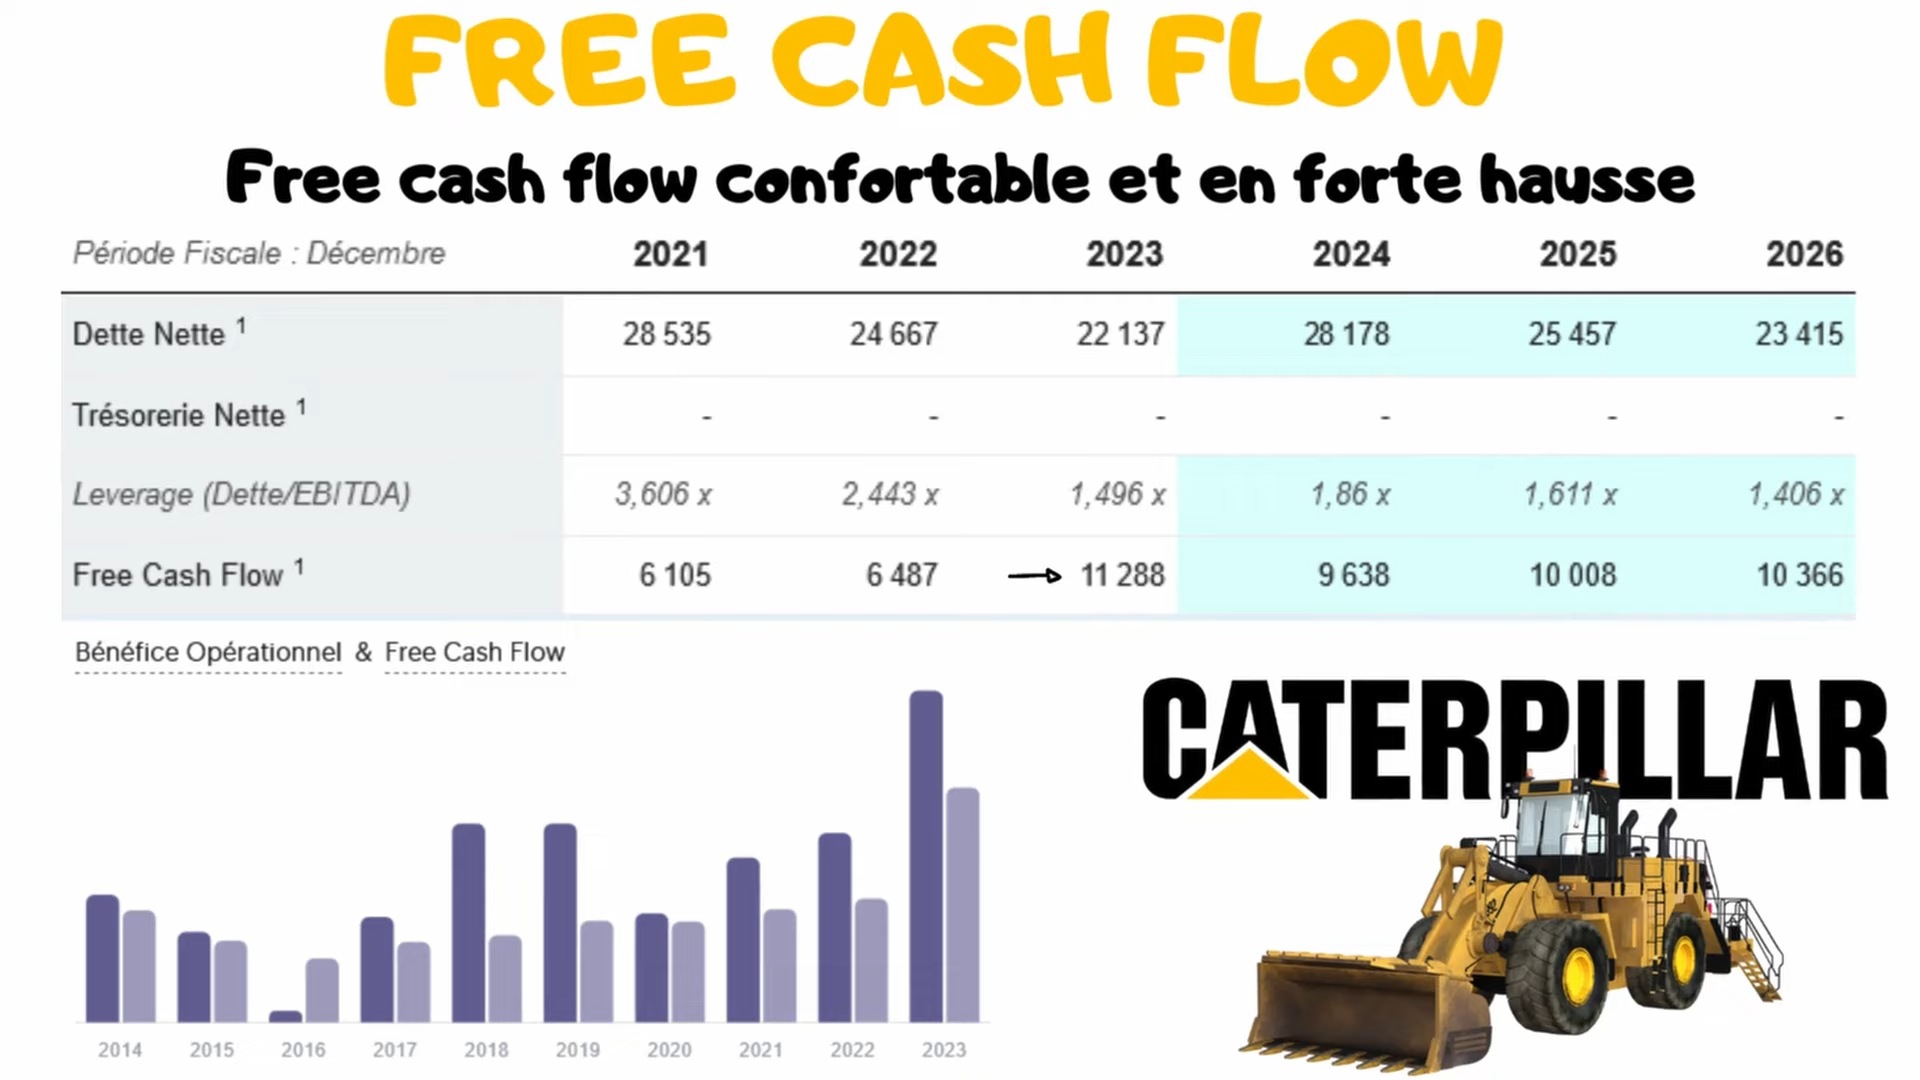 FREE CASH FLOW
Free cash flow confortable et en forte hausse
Période Fiscale : Décembre 2021 2022 2023 2024 2025 2026
Dette Nette ¹ 28 535 24 667 22 137 28 178 25 457 23 415
Trésorerie Nette ¹ - - - - - -
Leverage (Dette/EBITDA) 3,606 x 2,443 x 1,496 x 1,86 x 1,611 x 1,406 x
Free Cash Flow ¹ 6 105 6 487 11 288 9 638 10 008 10 366
Bénéfice Opérationnel & Free Cash Flow
CATERPILLAR
2014 2015 2016 2017 2018 2019 2020 2021 2022 2023